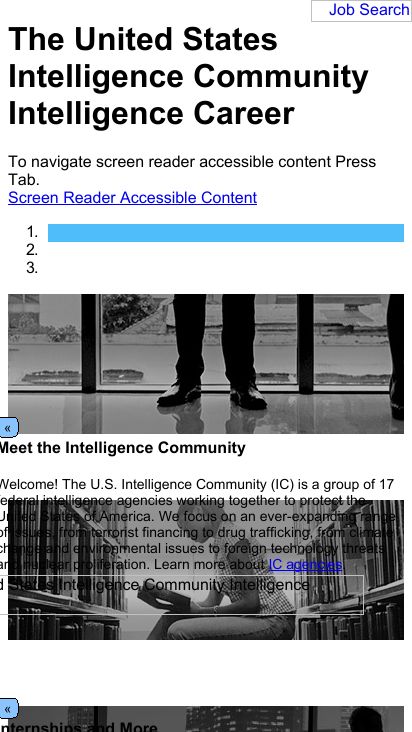 Job Search
The United States
Intelligence Community
Intelligence Career
To navigate screen reader accessible content Press
Tab.
Screen Reader Accessible Content
1.
2.
3.
«
Meet the Intelligence Community
Welcome! The U.S. Intelligence Community (IC) is a group of 17
federal intelligence agencies working together to protect the
United States of America. We focus on an ever-expanding range
of issues, from terrorist financing to drug trafficking, from climate
change and environmental issues to foreign technology threats
and nuclear proliferation. Learn more about IC agencies
d States Intelligence Community Intelligence
«
nternships and More